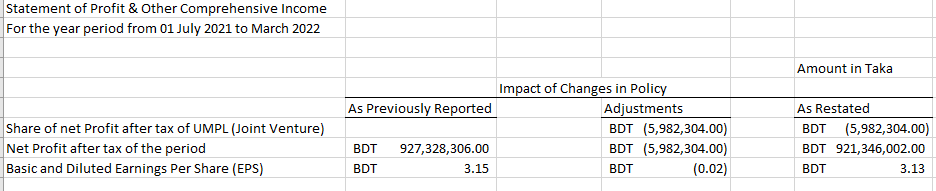 Statement of Profit & Other Comprehensive Income
For the year period from 01 July 2021 to March 2022
Amount in Taka
Impact of Changes in Policy
As Previously Reported Adjustments As Restated
Share of net Profit after tax of UMPL (Joint Venture) BDT (5,982,304.00) BDT (5,982,304.00)
Net Profit after tax of the period BDT 927,328,306.00 BDT (5,982,304.00) BDT 921,346,002.00
Basic and Diluted Earnings Per Share (EPS) BDT 3.15 BDT (0.02) BDT 3.13